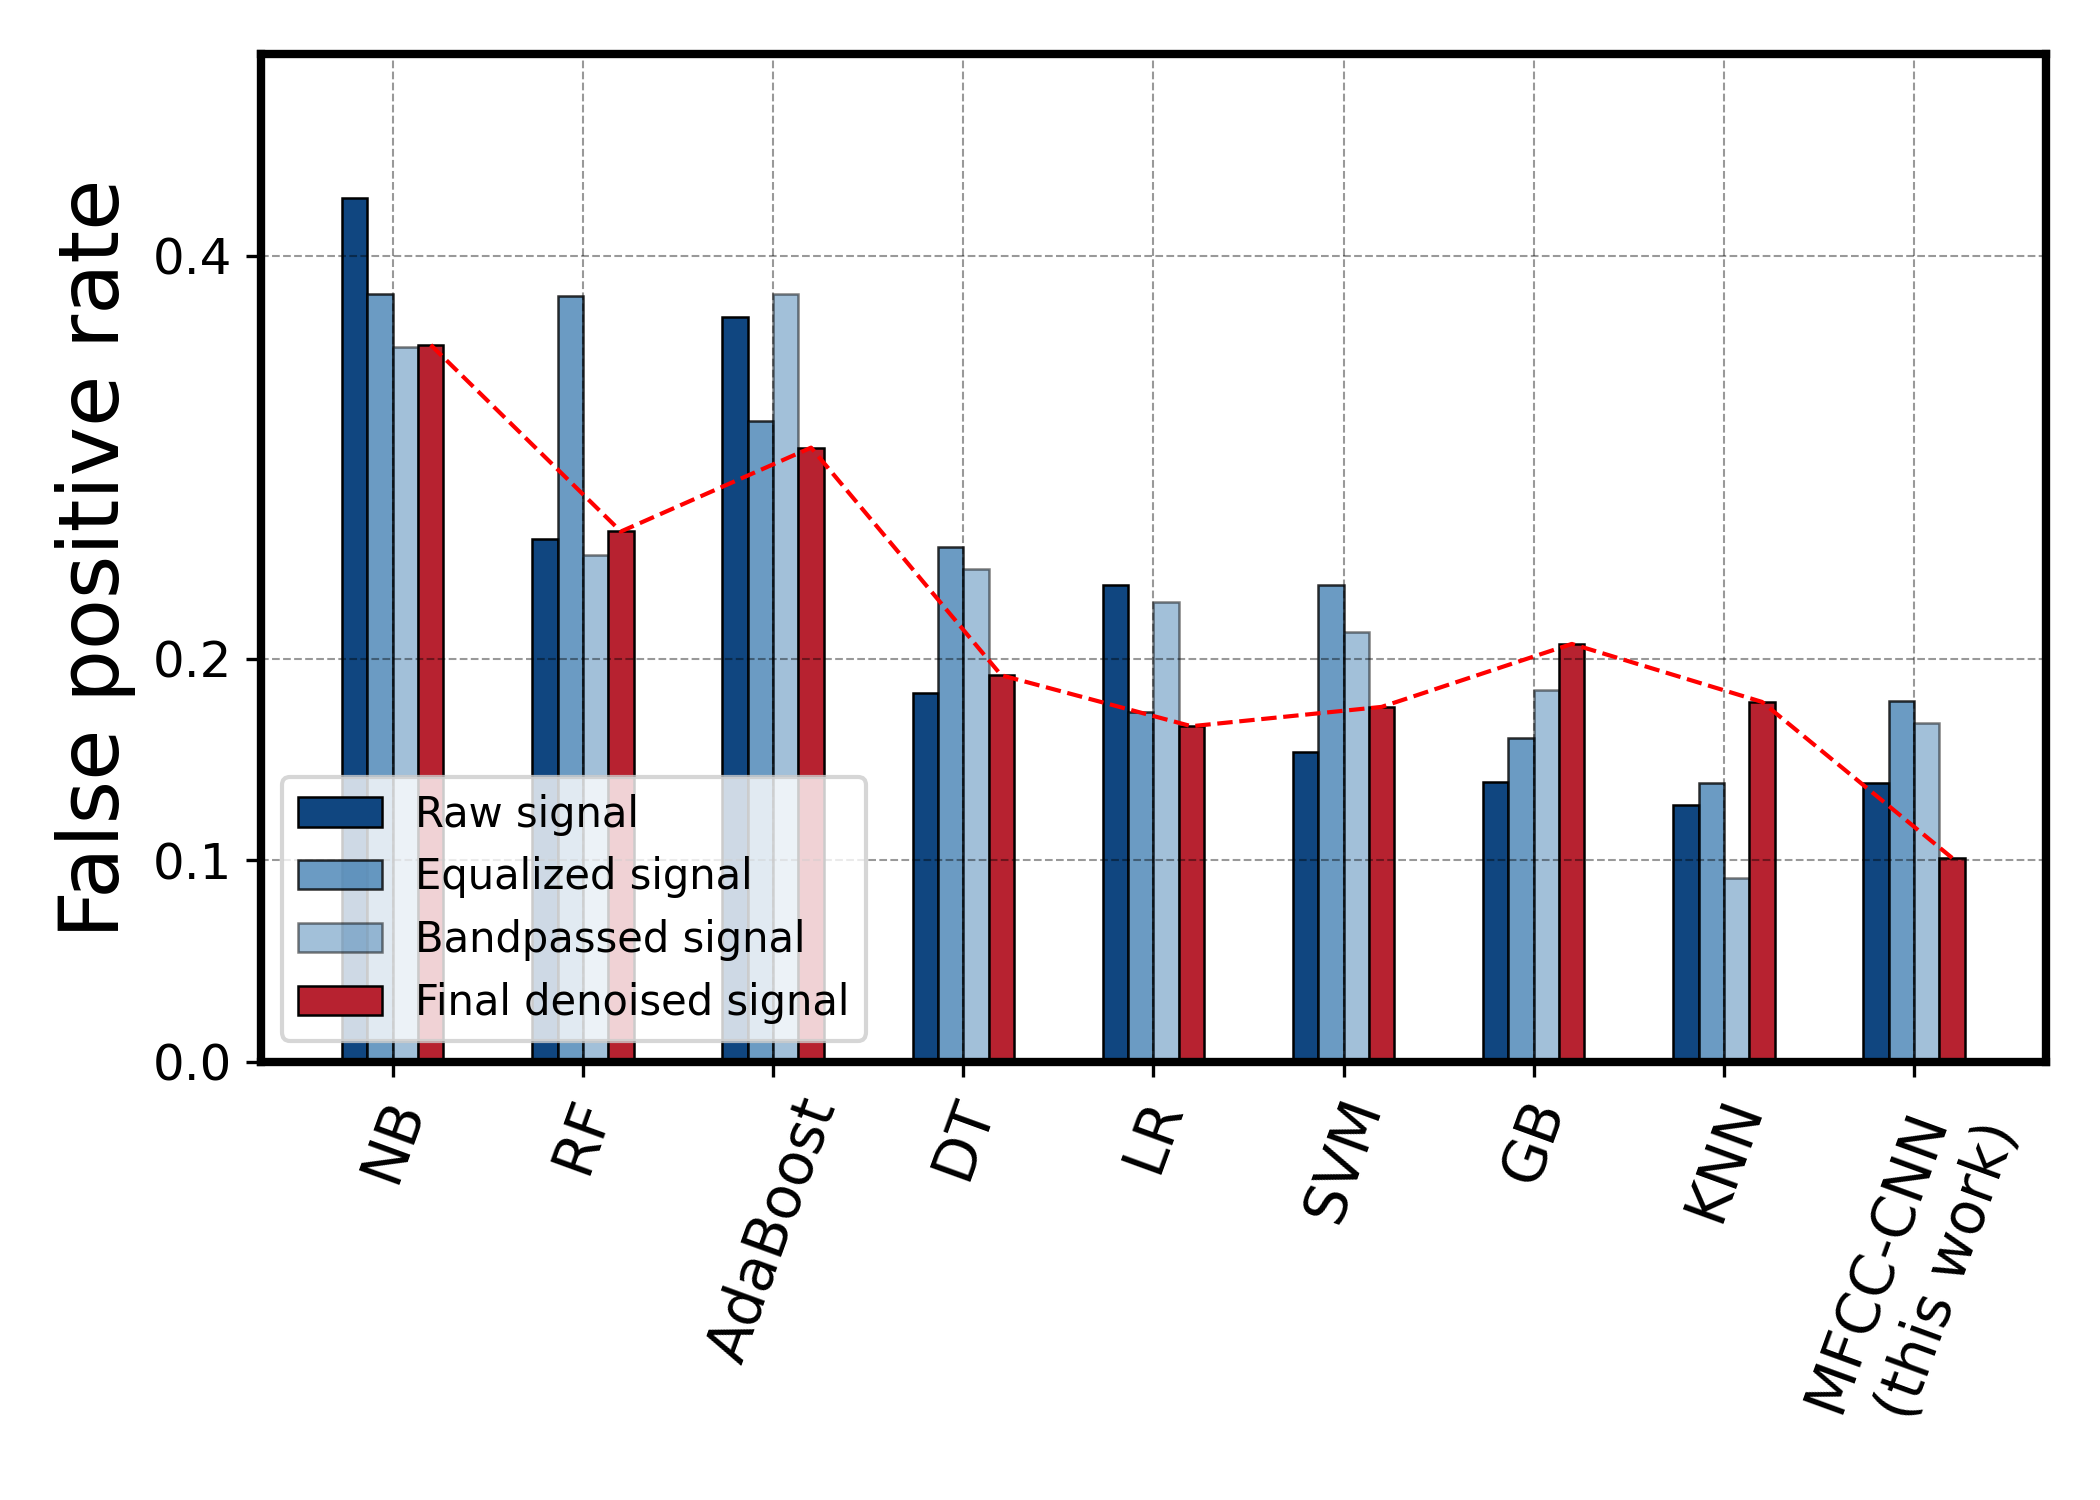 False positive rate
0.4
0.2
0.1
0.0
Raw signal
Equalized signal
Bandpassed signal
Final denoised signal
NB
RF
AdaBoost
DT
LR
SVM
GB
KNN
MFCC-CNN
(this work)